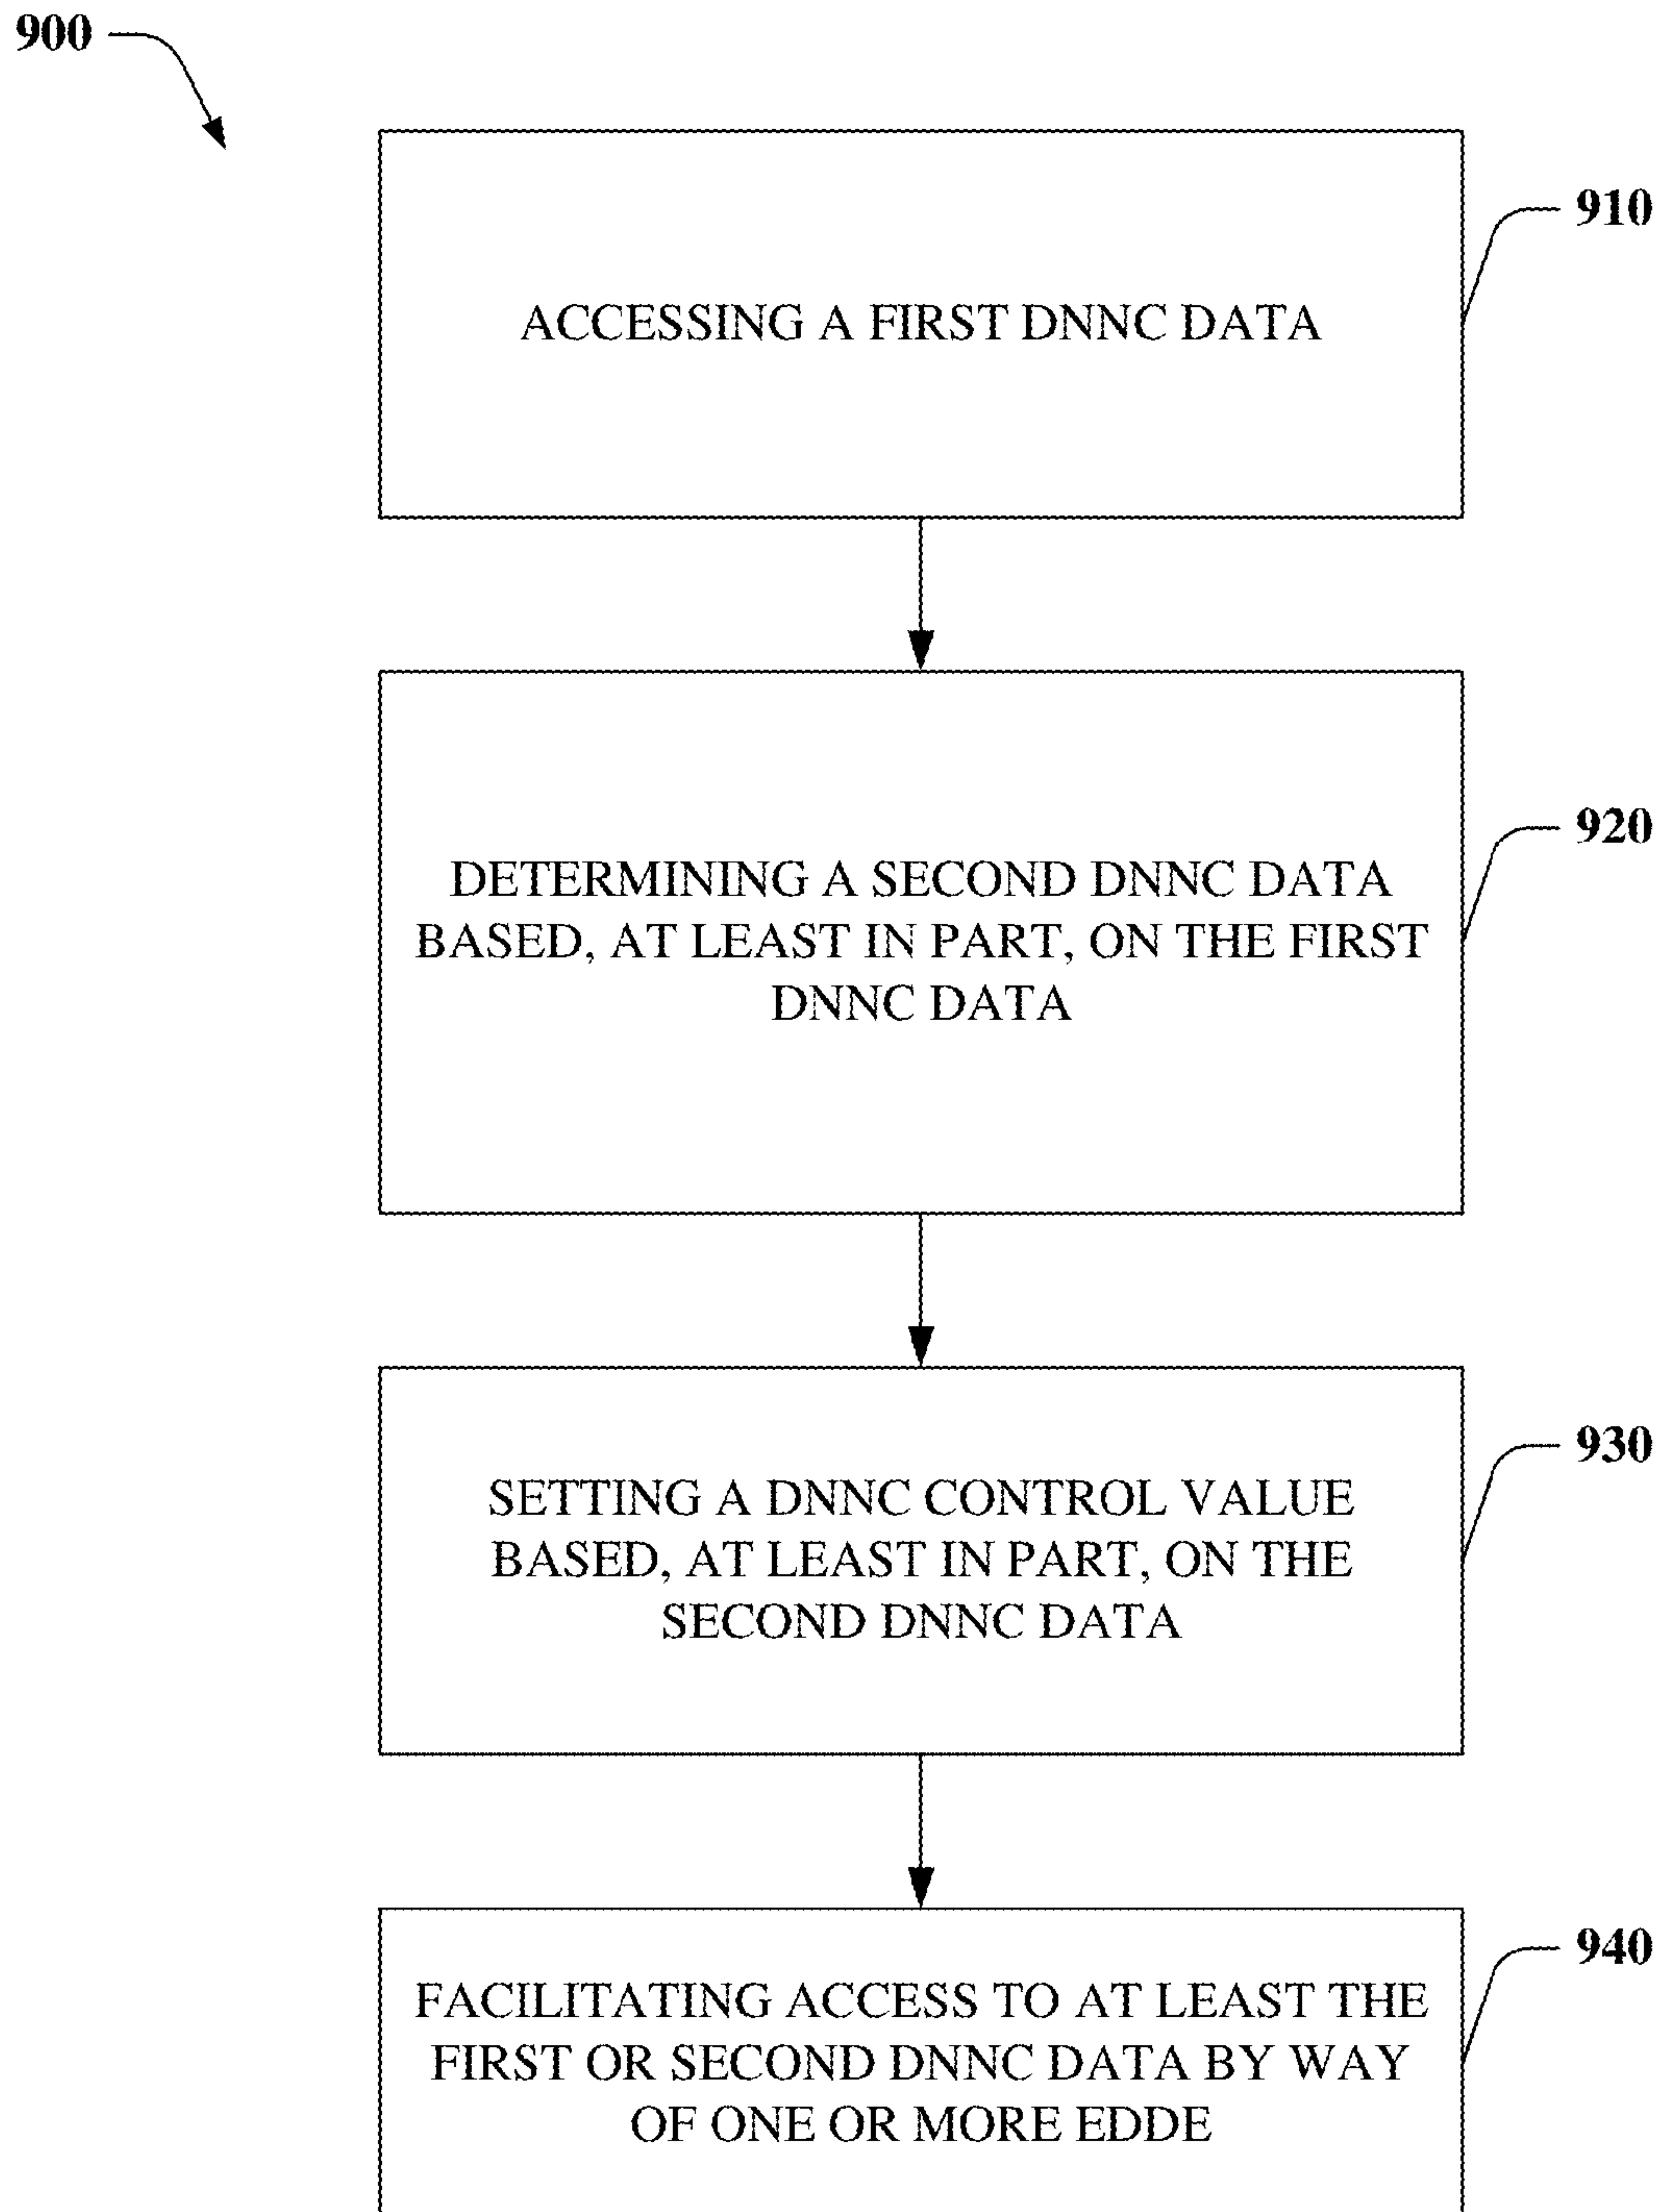 900
ACCESSING A FIRST DNNC DATA
910
DETERMINING A SECOND DNNC DATA
BASED, AT LEAST IN PART, ON THE FIRST
DNNC DATA
920
SETTING A DNNC CONTROL VALUE
BASED, AT LEAST IN PART, ON THE
SECOND DNNC DATA
930
FACILITATING ACCESS TO AT LEAST THE
FIRST OR SECOND DNNC DATA BY WAY
OF ONE OR MORE EDDE
940